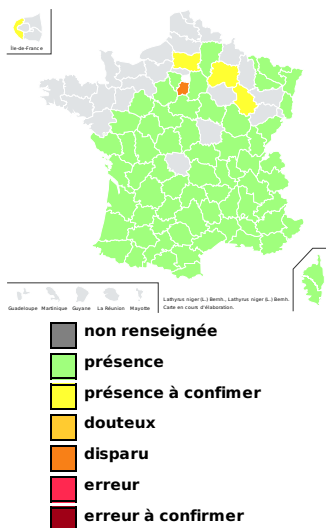 Île-de-France
Guadeloupe Martinique Guyane La Réunion Mayotte
Lathyrus niger (L.) Bernh., Lathyrus niger (L.) Bernh.
Carte en cours d'élaboration.
non renseignée
présence
présence à confimer
douteux
disparu
erreur
erreur à confirmer